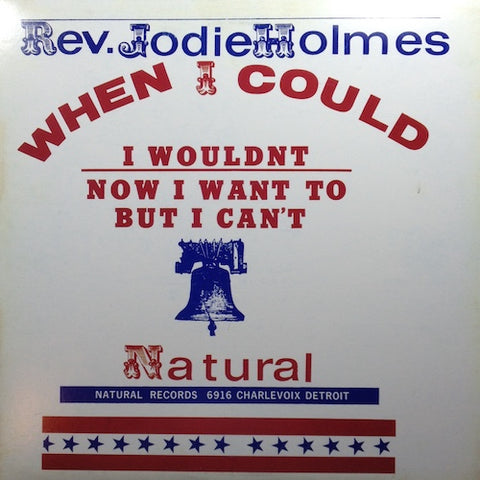 Rev. Jodie Holmes
WHEN I COULD
I WOULDNT
NOW I WANT TO
BUT I CAN'T
Natural
NATURAL RECORDS 6916 CHARLEVOIX DETROIT